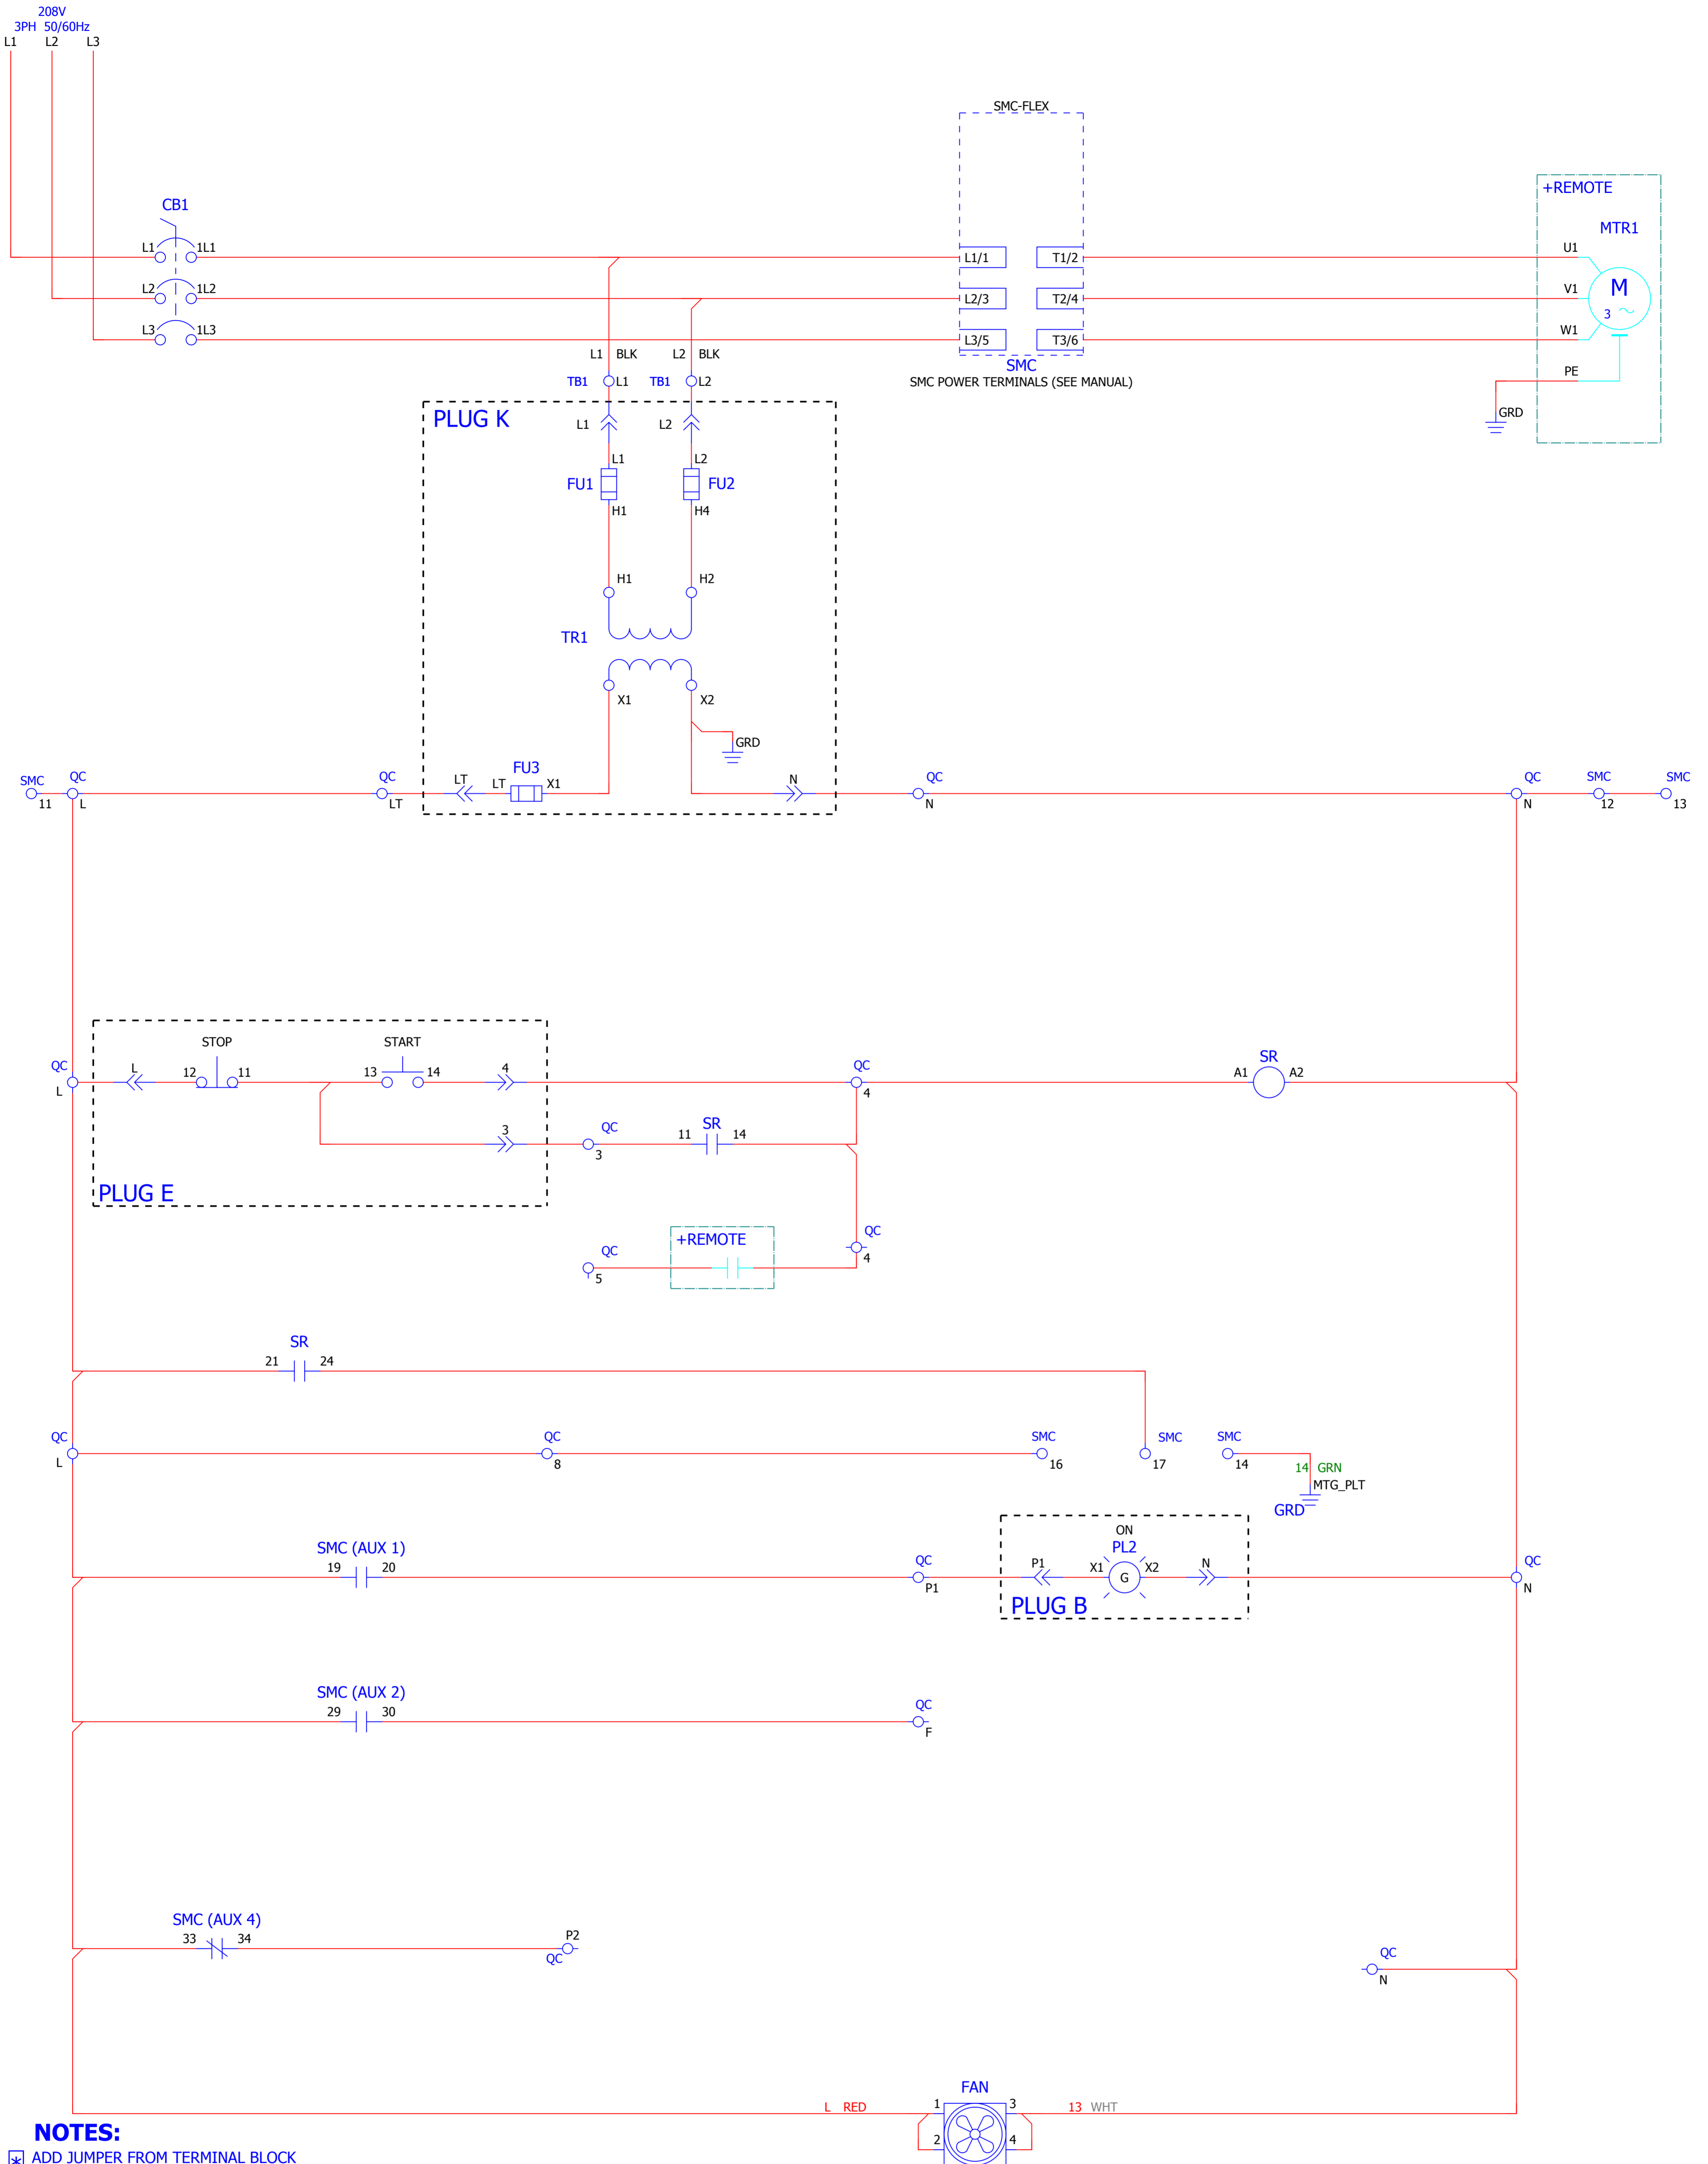 208V
3PH 50/60Hz
L1 L2 L3
SMC-FLEX
+REMOTE
CB1
MTR1
L1 1L1 L1/1 T1/2 U1
L2 1L2 L2/3 T2/4 V1
M
3
L3 1L3 L3/5 T3/6 W1
L1 BLK L2 BLK
SMC
PE
TB1 L1 TB1 L2
SMC POWER TERMINALS (SEE MANUAL)
PLUG K
L1 L2
GRD
L1 L2
FU1 FU2
H1 H4
H1 H2
TR1
X1 X2
GRD
FU3
SMC QC QC LT LT X1 N QC QC SMC SMC
11 L LT N N 12 13
STOP START
QC L 12 11 13 14 4 QC SR
L 4 A1 A2
3 QC 11 SR 14
3
PLUG E
+REMOTE
QC QC
5 4
SR
21 24
QC QC SMC SMC SMC
L 8 16 17 14
14 GRN
MTG_PLT
GRD
ON
SMC (AUX 1) PL2
19 20 QC P1 X1 G X2 N QC
P1 N
PLUG B
SMC (AUX 2)
29 30 QC
F
SMC (AUX 4)
33 34 P2
QC
QC
N
FAN
L RED 1 3 13 WHT
2 4
NOTES:
* ADD JUMPER FROM TERMINAL BLOCK